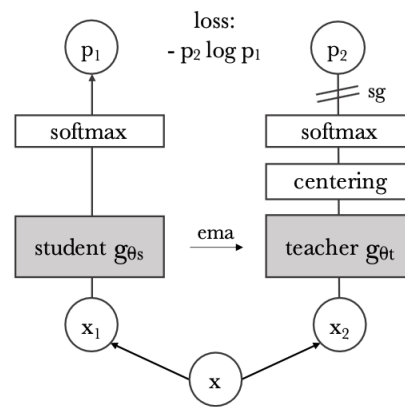 p₁
loss:
- p₂ log p₁
p₂
sg
softmax
softmax
centering
student gθs
ema
teacher gθt
x₁
x₂
x